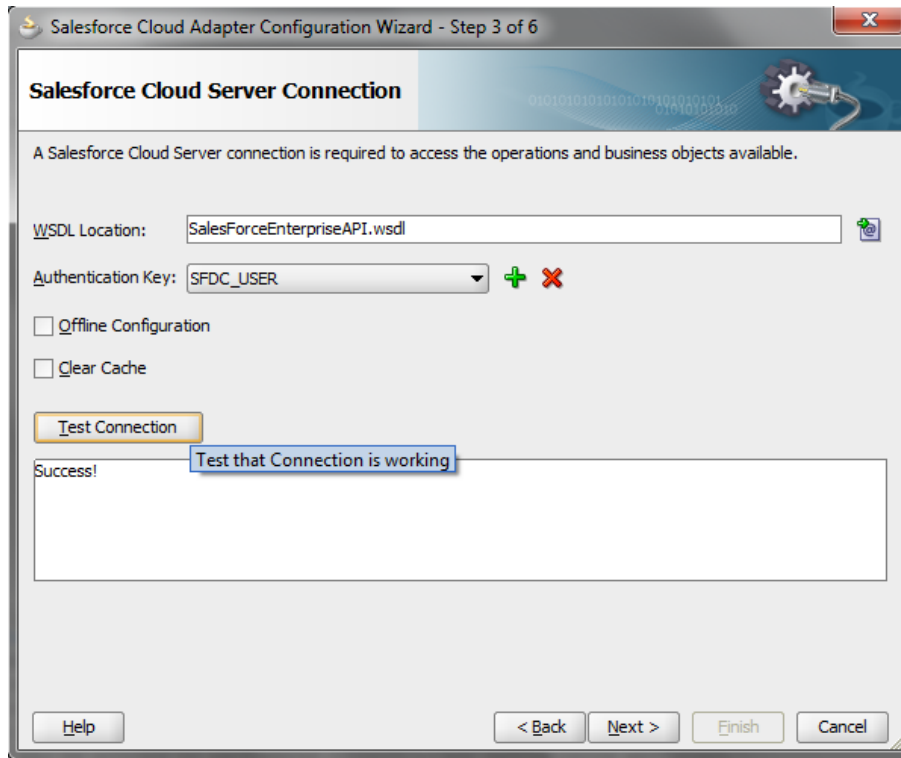 Salesforce Cloud Adapter Configuration Wizard - Step 3 of 6
Salesforce Cloud Server Connection
A Salesforce Cloud Server connection is required to access the operations and business objects available.
WSDL Location: SalesForceEnterpriseAPI.wsdl
Authentication Key: SFDC_USER
Offline Configuration
Clear Cache
Test Connection
Test that Connection is working
Success!
Help < Back Next > Finish Cancel